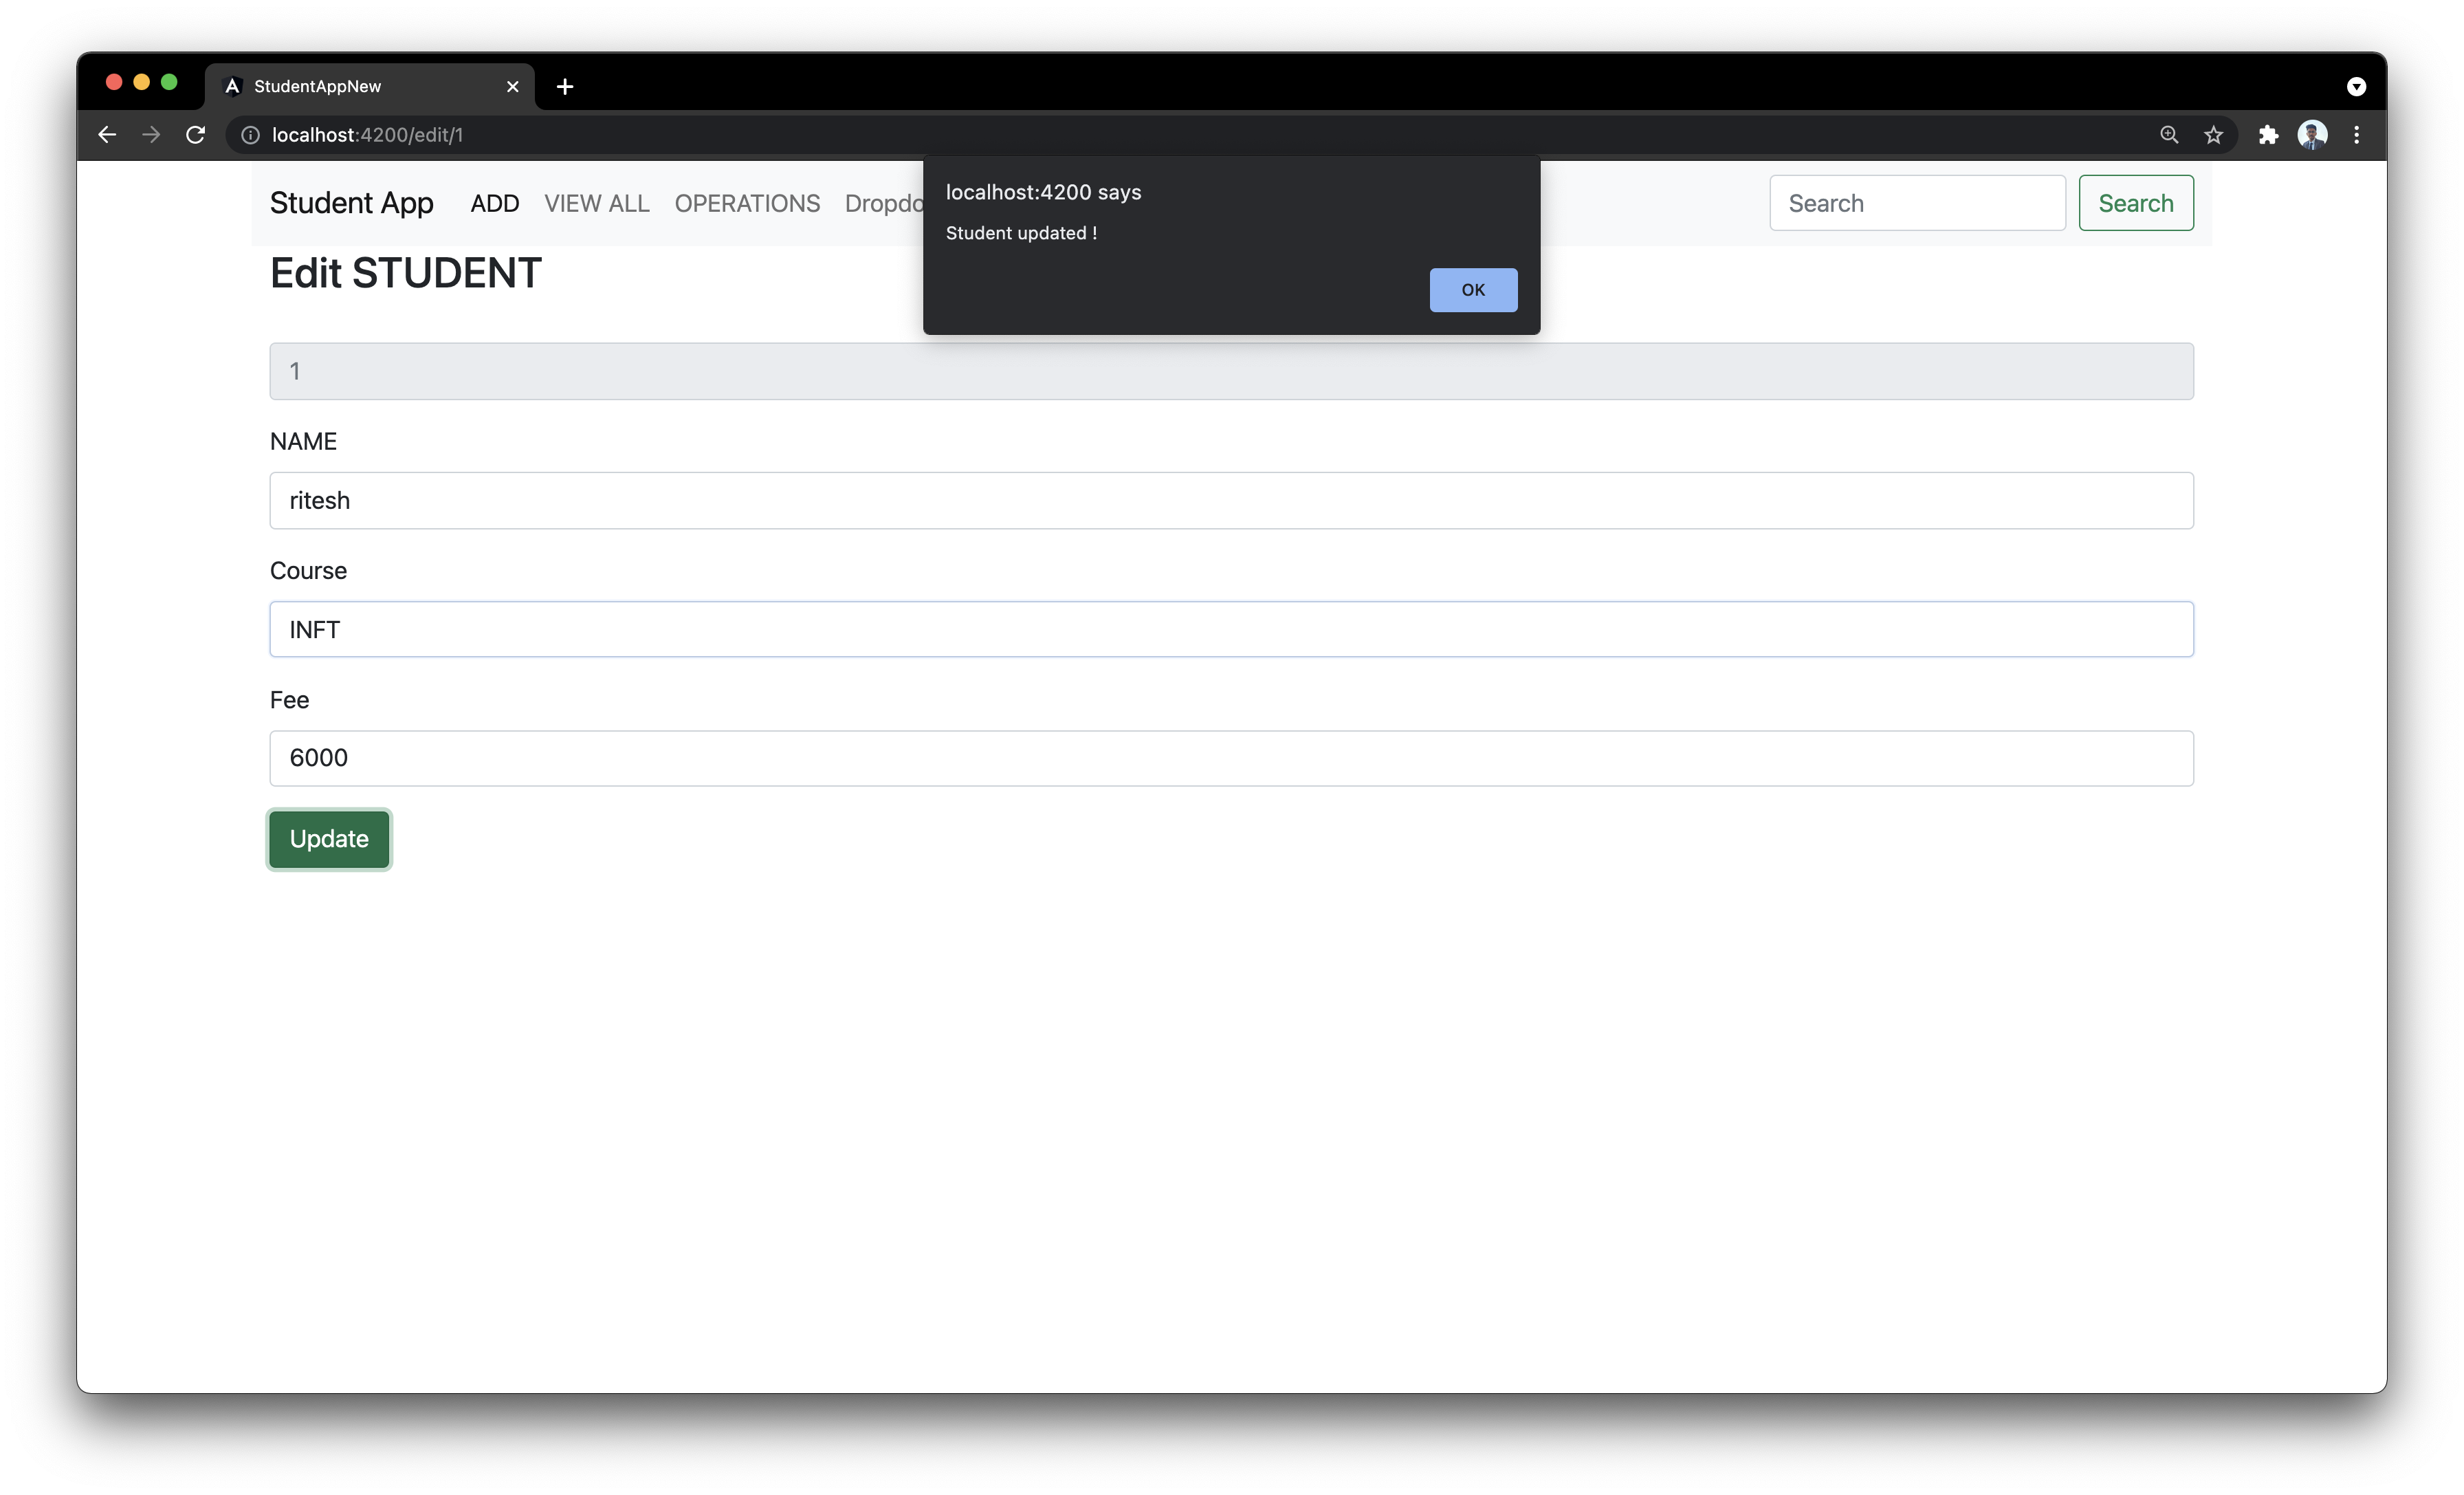 StudentAppNew
localhost:4200/edit/1
localhost:4200 says
Student updated !
OK
Student App ADD VIEW ALL OPERATIONS Dropdo Search Search
Edit STUDENT
1
NAME
ritesh
Course
INFT
Fee
6000
Update